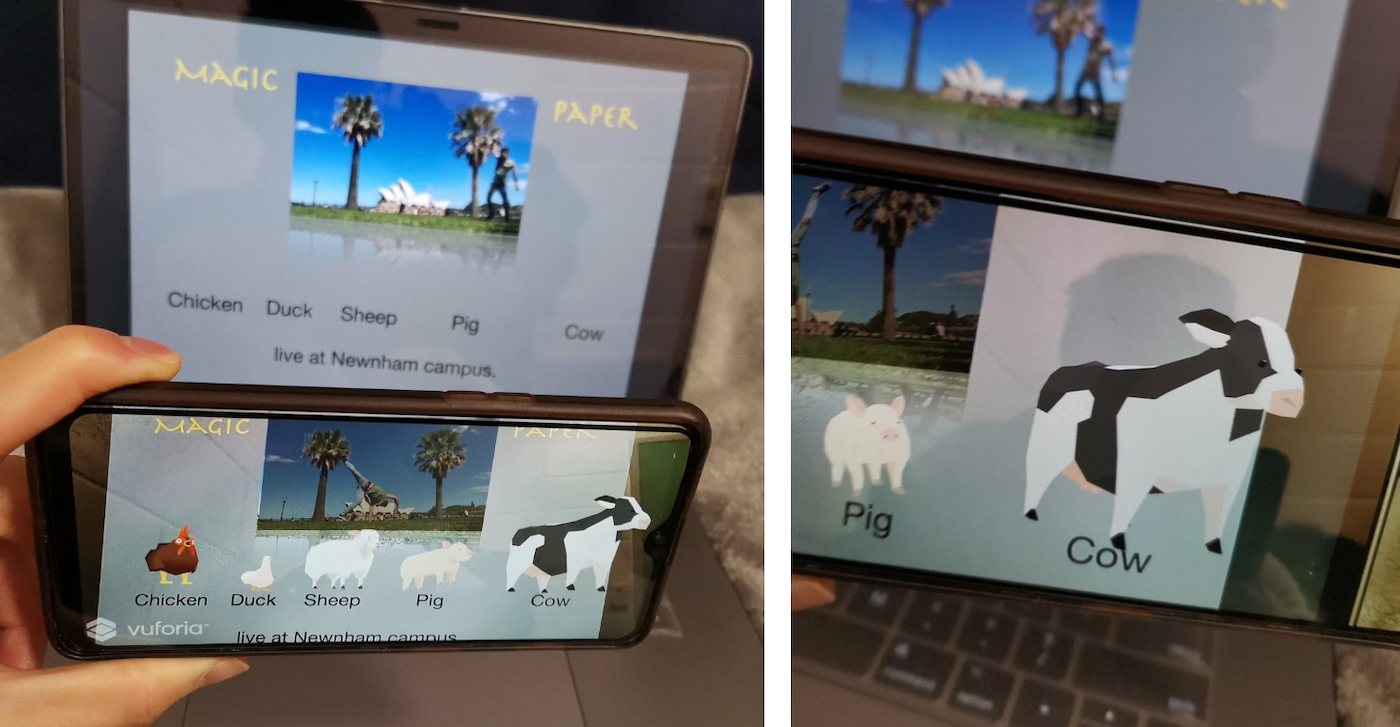 MAGIC
PAPER
Chicken Duck Sheep Pig Cow
live at Newnham campus.
MAGIC PAPER
Chicken Duck Sheep Pig Cow
vuforia™
live at Newnham campus
Pig
Cow